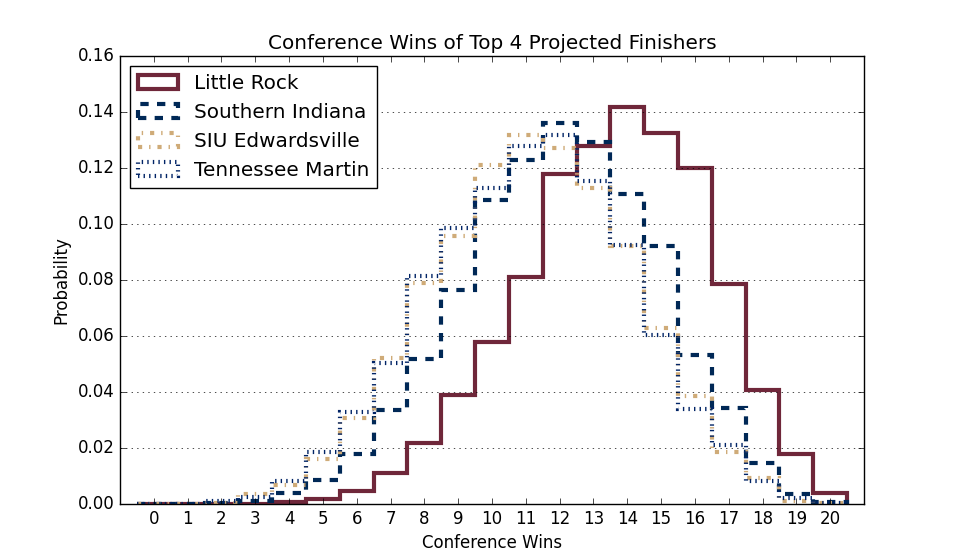 Conference Wins of Top 4 Projected Finishers
Little Rock
Southern Indiana
SIU Edwardsville
Tennessee Martin
Probability
0.16
0.14
0.12
0.10
0.08
0.06
0.04
0.02
0.00
0 1 2 3 4 5 6 7 8 9 10 11 12 13 14 15 16 17 18 19 20
Conference Wins